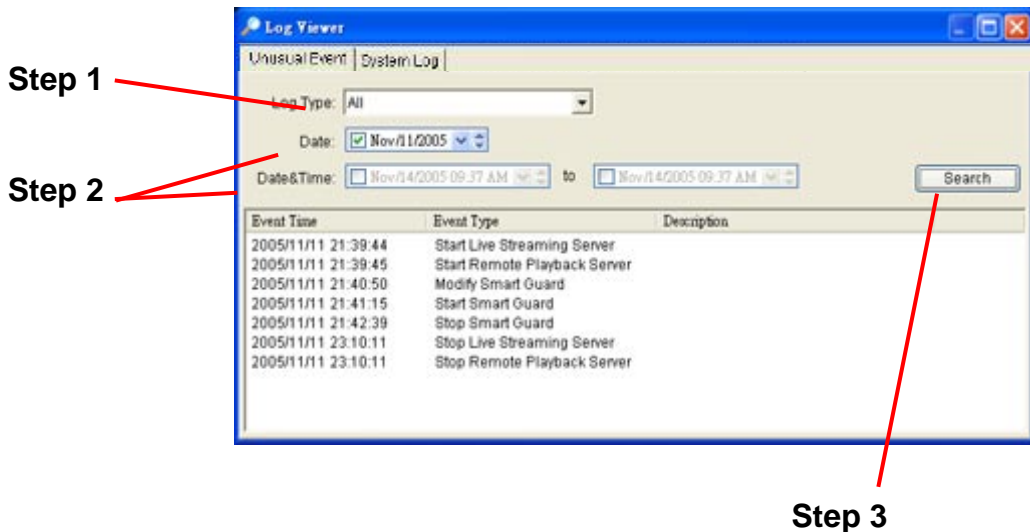 Log Viewer
Unusual Event System Log
Step 1
Log Type: All
Date: Nov/11/2005
Step 2
Date&Time: Nov/14/2005 09:37 AM to Nov/14/2005 09:37 AM Search
Event Time Event Type Description
2005/11/11 21:39:44 Start Live Streaming Server
2005/11/11 21:39:45 Start Remote Playback Server
2005/11/11 21:40:50 Modify Smart Guard
2005/11/11 21:41:15 Start Smart Guard
2005/11/11 21:42:39 Stop Smart Guard
2005/11/11 23:10:11 Stop Live Streaming Server
2005/11/11 23:10:11 Stop Remote Playback Server
Step 3